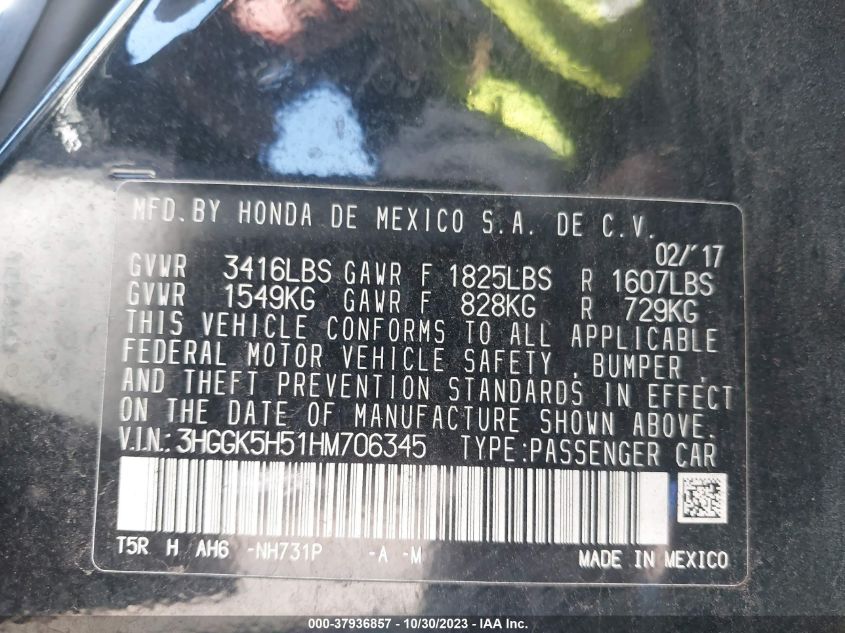 MFD. BY HONDA DE MEXICO S.A. DE C.V.
02/'17
GVWR 3416LBS GAWR F 1825LBS R 1607LBS
GVWR 1549KG GAWR F 828KG R 729KG
THIS VEHICLE CONFORMS TO ALL APPLICABLE
FEDERAL MOTOR VEHICLE SAFETY , BUMPER ,
AND THEFT PREVENTION STANDARDS IN EFFECT
ON THE DATE OF MANUFACTURE SHOWN ABOVE.
V.I.N.: 3HGGK5H51HM706345 TYPE:PASSENGER CAR
T5R H AH6 -NH731P -A -M
MADE IN MEXICO
000-37936857 - 10/30/2023 - IAAI.com